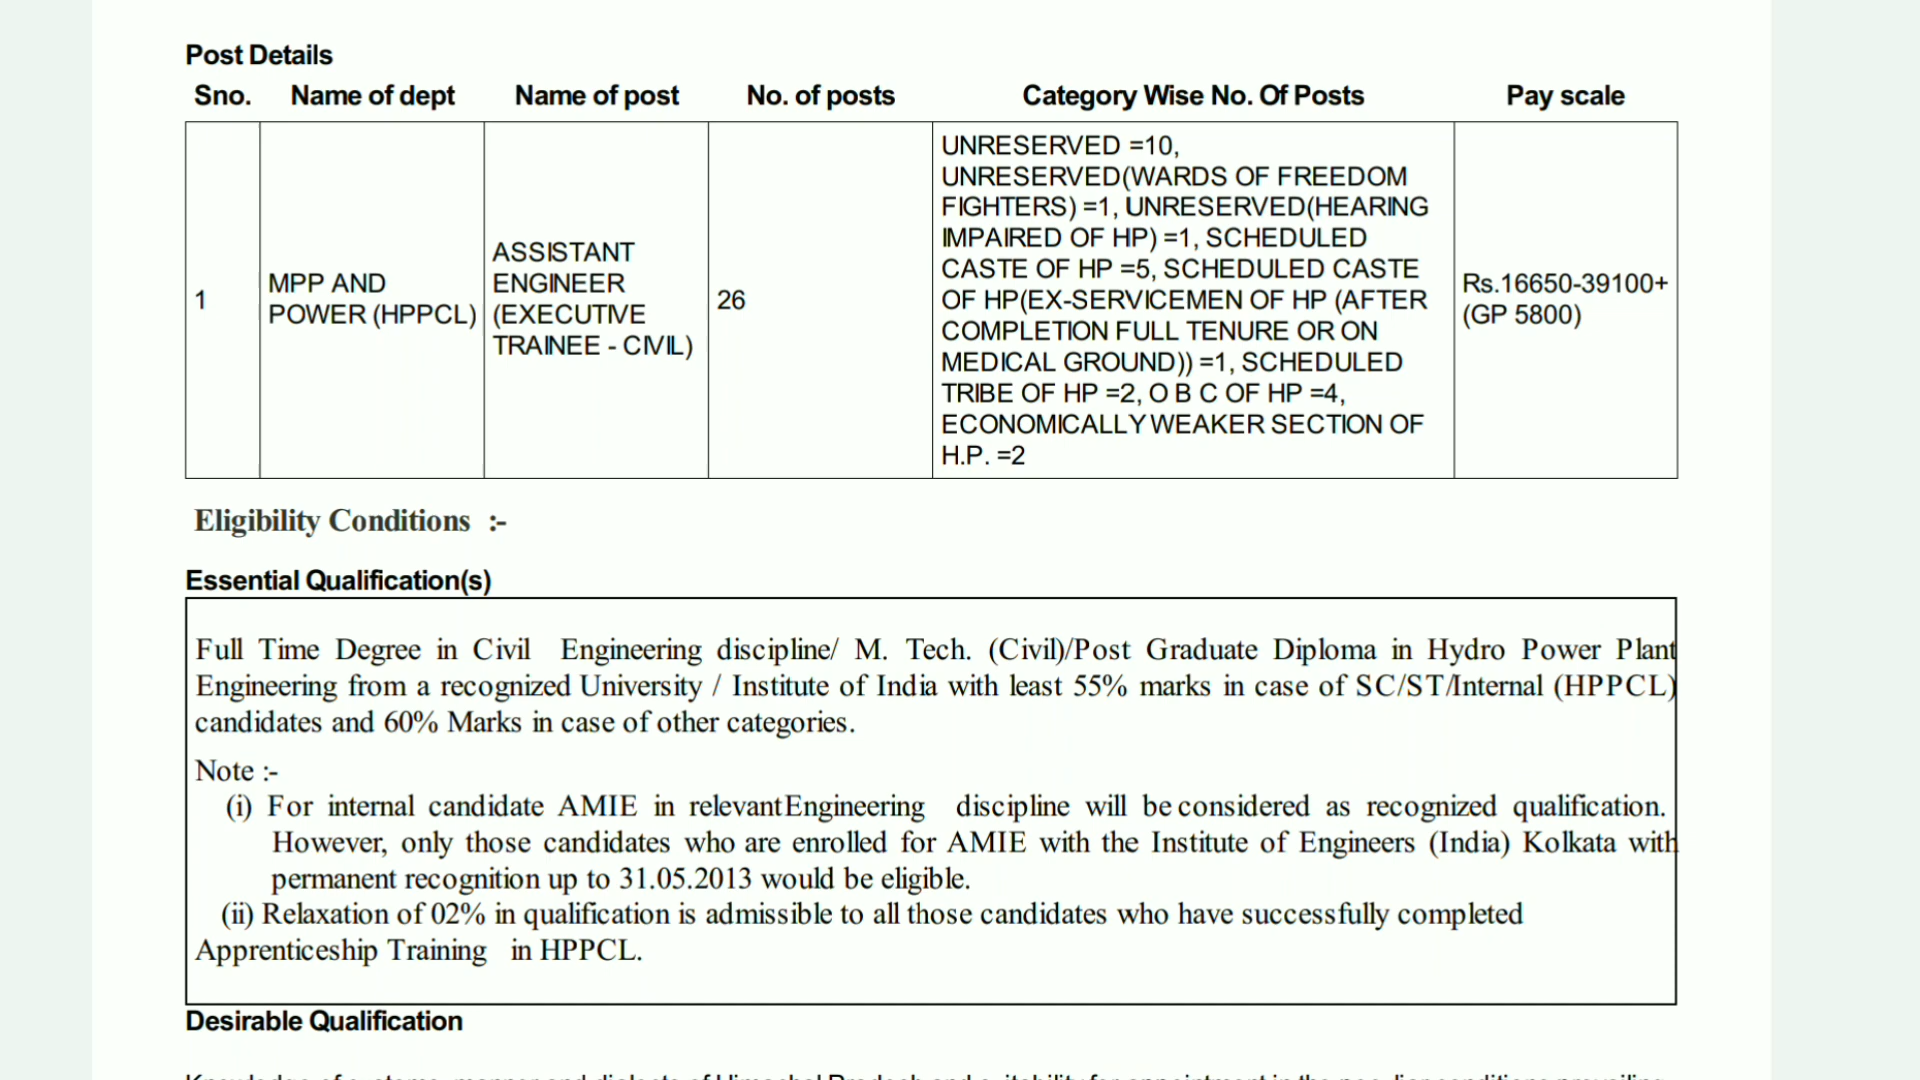 Post Details
Sno. Name of dept Name of post No. of posts Category Wise No. Of Posts Pay scale
1
MPP AND
POWER (HPPCL)
ASSISTANT
ENGINEER
(EXECUTIVE
TRAINEE - CIVIL)
26
UNRESERVED =10,
UNRESERVED(WARDS OF FREEDOM
FIGHTERS) =1, UNRESERVED(HEARING
IMPAIRED OF HP) =1, SCHEDULED
CASTE OF HP =5, SCHEDULED CASTE
OF HP(EX-SERVICEMEN OF HP (AFTER
COMPLETION FULL TENURE OR ON
MEDICAL GROUND)) =1, SCHEDULED
TRIBE OF HP =2, O B C OF HP =4,
ECONOMICALLY WEAKER SECTION OF
H.P. =2
Rs.16650-39100+
(GP 5800)
Eligibility Conditions :-
Essential Qualification(s)
Full Time Degree in Civil Engineering discipline/ M. Tech. (Civil)/Post Graduate Diploma in Hydro Power Plant
Engineering from a recognized University / Institute of India with least 55% marks in case of SC/ST/Internal (HPPCL)
candidates and 60% Marks in case of other categories.
Note :-
(i) For internal candidate AMIE in relevant Engineering discipline will be considered as recognized qualification.
However, only those candidates who are enrolled for AMIE with the Institute of Engineers (India) Kolkata with
permanent recognition up to 31.05.2013 would be eligible.
(ii) Relaxation of 02% in qualification is admissible to all those candidates who have successfully completed
Apprenticeship Training in HPPCL.
Desirable Qualification